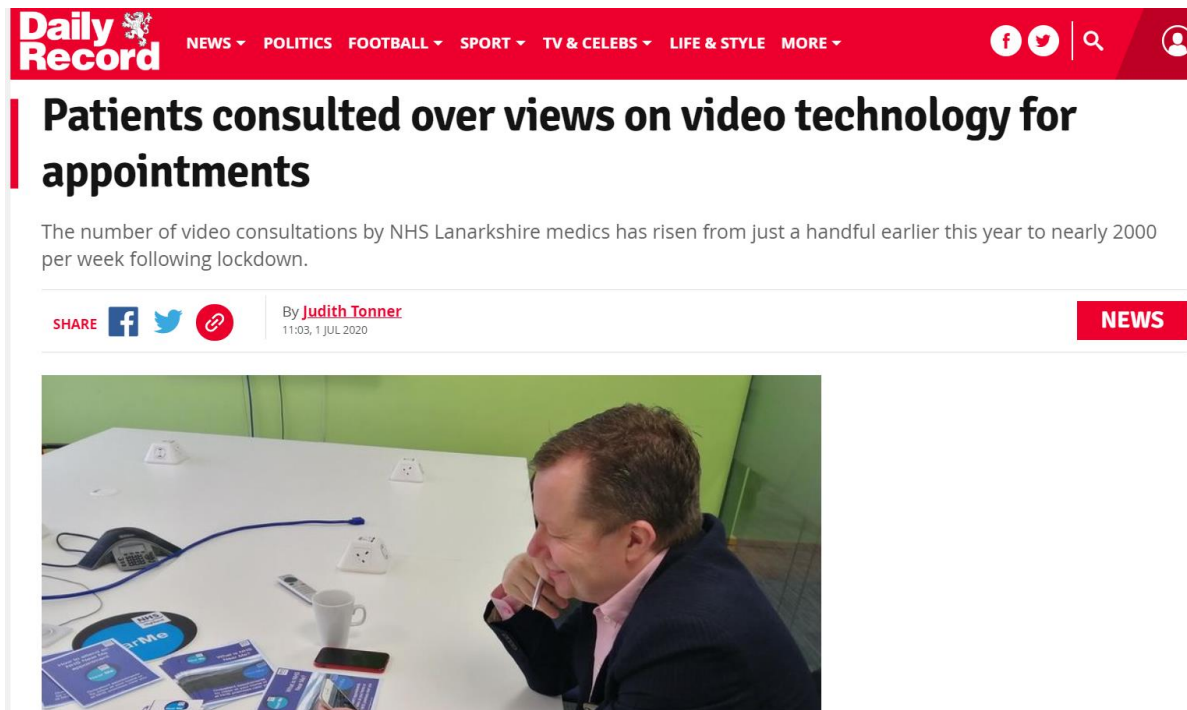 Daily
Record
NEWS POLITICS FOOTBALL SPORT TV & CELEBS LIFE & STYLE MORE
Patients consulted over views on video technology for
appointments
The number of video consultations by NHS Lanarkshire medics has risen from just a handful earlier this year to nearly 2000
per week following lockdown.
SHARE
By Judith Tonner
11:03, 1 JUL 2020
NEWS
NHS
Me